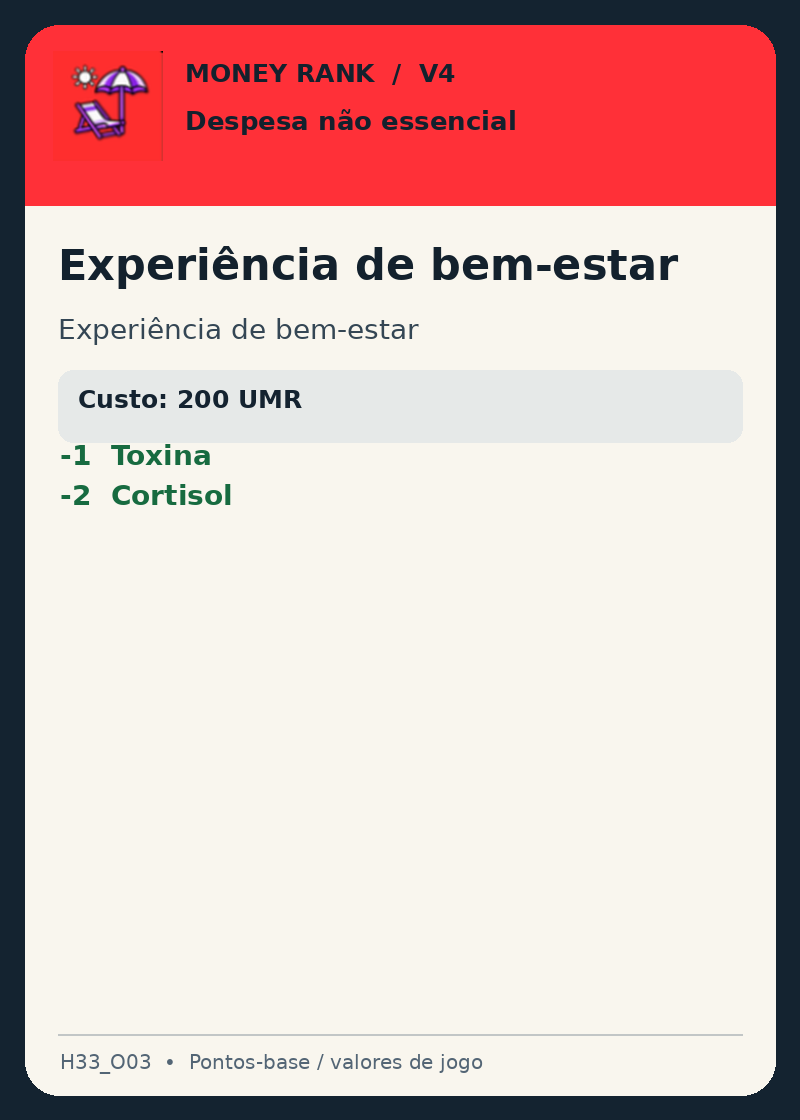 MONEY RANK / V4
Despesa não essencial
Experiência de bem-estar
Experiência de bem-estar
Custo: 200 UMR
-1 Toxina
-2 Cortisol
H33_O03 • Pontos-base / valores de jogo